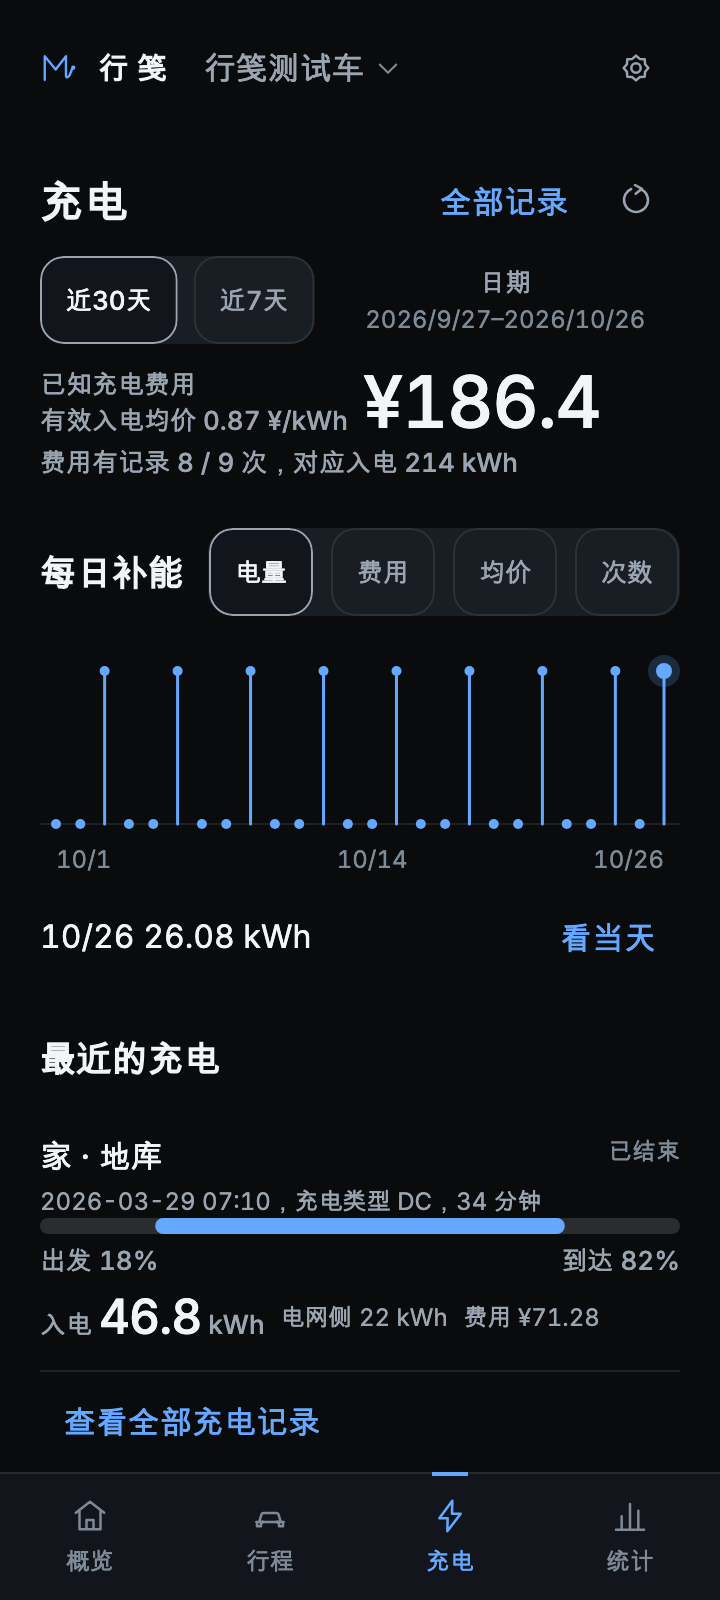 行笺 行笺测试车
充电 全部记录
近30天 近7天 日期
2026/9/27–2026/10/26
已知充电费用
有效入电均价 0.87 ¥/kWh ¥186.4
费用有记录 8 / 9 次，对应入电 214 kWh
每日补能 电量 费用 均价 次数
10/1 10/14 10/26
10/26 26.08 kWh 看当天
最近的充电
家 · 地库 已结束
2026-03-29 07:10，充电类型 DC，34 分钟
出发 18% 到达 82%
入电 46.8 kWh 电网侧 22 kWh 费用 ¥71.28
查看全部充电记录
概览 行程 充电 统计